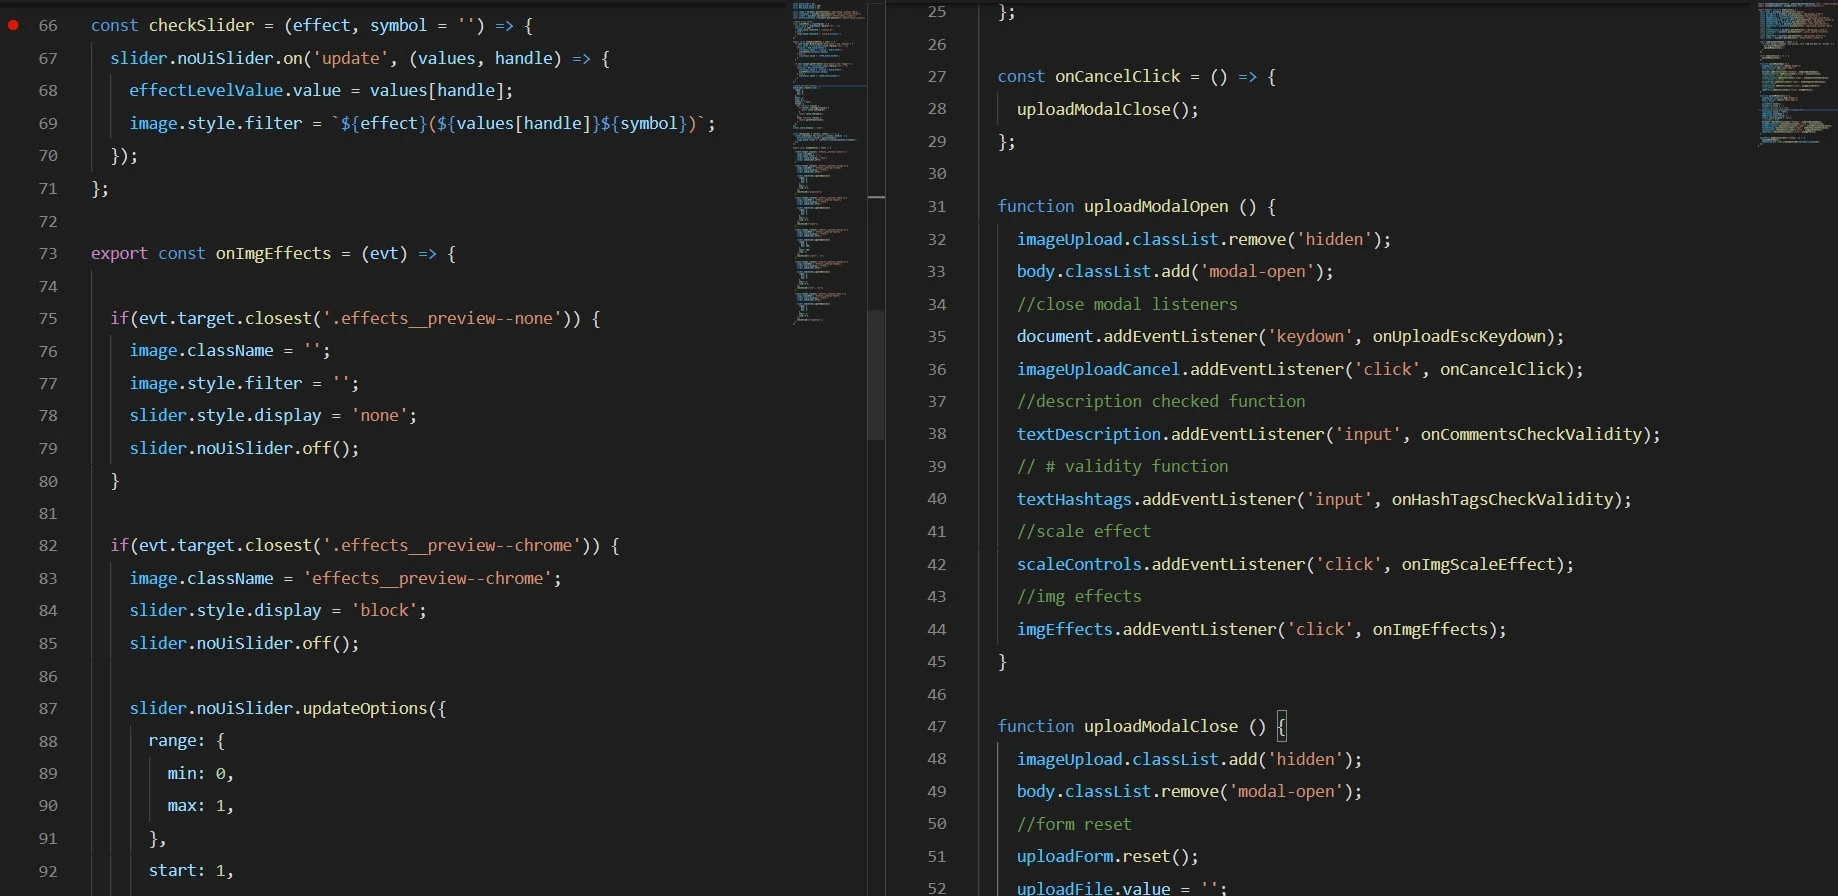 66 const checkSlider = (effect, symbol = '') => {
67 slider.noUiSlider.on('update', (values, handle) => {
68 effectLevelValue.value = values[handle];
69 image.style.filter = `${effect}(${values[handle]}${symbol})`;
70 });
71 };
72
73 export const onImgEffects = (evt) => {
74
75 if(evt.target.closest('.effects__preview--none')) {
76 image.className = '';
77 image.style.filter = '';
78 slider.style.display = 'none';
79 slider.noUiSlider.off();
80 }
81
82 if(evt.target.closest('.effects__preview--chrome')) {
83 image.className = 'effects__preview--chrome';
84 slider.style.display = 'block';
85 slider.noUiSlider.off();
86
87 slider.noUiSlider.updateOptions({
88 range: {
89 min: 0,
90 max: 1,
91 },
92 start: 1,
25 };
26
27 const onCancelClick = () => {
28 uploadModalClose();
29 };
30
31 function uploadModalOpen () {
32 imageUpload.classList.remove('hidden');
33 body.classList.add('modal-open');
34 //close modal listeners
35 document.addEventListener('keydown', onUploadEscKeydown);
36 imageUploadCancel.addEventListener('click', onCancelClick);
37 //description checked function
38 textDescription.addEventListener('input', onCommentsCheckValidity);
39 // # validity function
40 textHashtags.addEventListener('input', onHashTagsCheckValidity);
41 //scale effect
42 scaleControls.addEventListener('click', onImgScaleEffect);
43 //img effects
44 imgEffects.addEventListener('click', onImgEffects);
45 }
46
47 function uploadModalClose () {
48 imageUpload.classList.add('hidden');
49 body.classList.remove('modal-open');
50 //form reset
51 uploadForm.reset();
52 uploadFile.value = '';